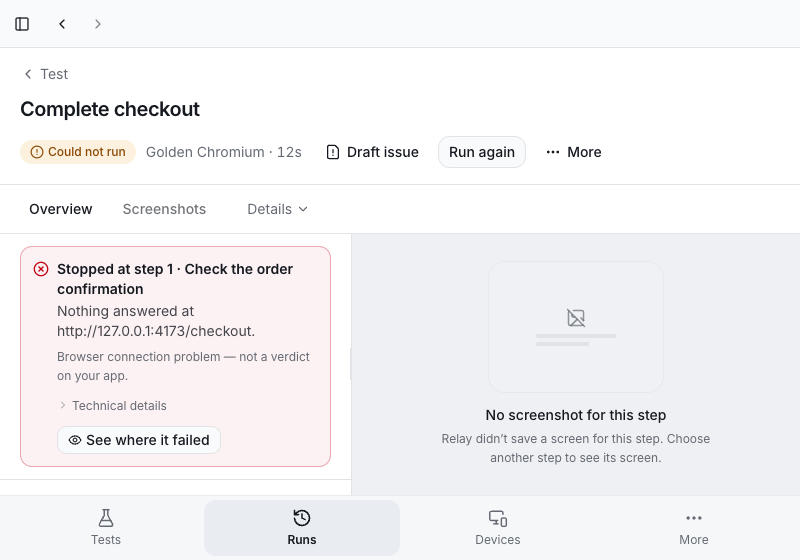 Test
Complete checkout
Could not run
Golden Chromium · 12s
Draft issue
Run again
More
Overview
Screenshots
Details
Stopped at step 1 · Check the order
confirmation
Nothing answered at
http://127.0.0.1:4173/checkout.
Browser connection problem — not a verdict
on your app.
Technical details
See where it failed
No screenshot for this step
Relay didn’t save a screen for this step. Choose
another step to see its screen.
Tests
Runs
Devices
More